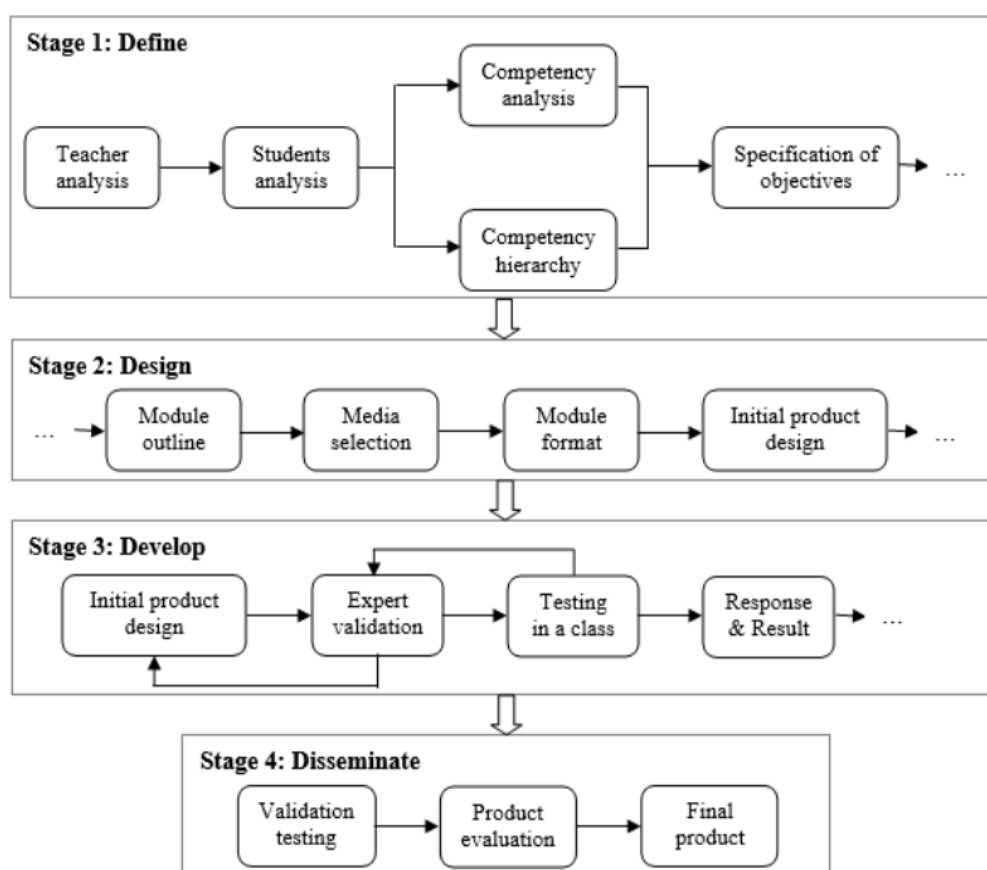 Stage 1: Define
Teacher
analysis
Students
analysis
Competency
analysis
Competency
hierarchy
Specification of
objectives
...
Stage 2: Design
...
Module
outline
Media
selection
Module
format
Initial product
design
...
Stage 3: Develop
Initial product
design
Expert
validation
Testing
in a class
Response
& Result
...
Stage 4: Disseminate
Validation
testing
Product
evaluation
Final
product